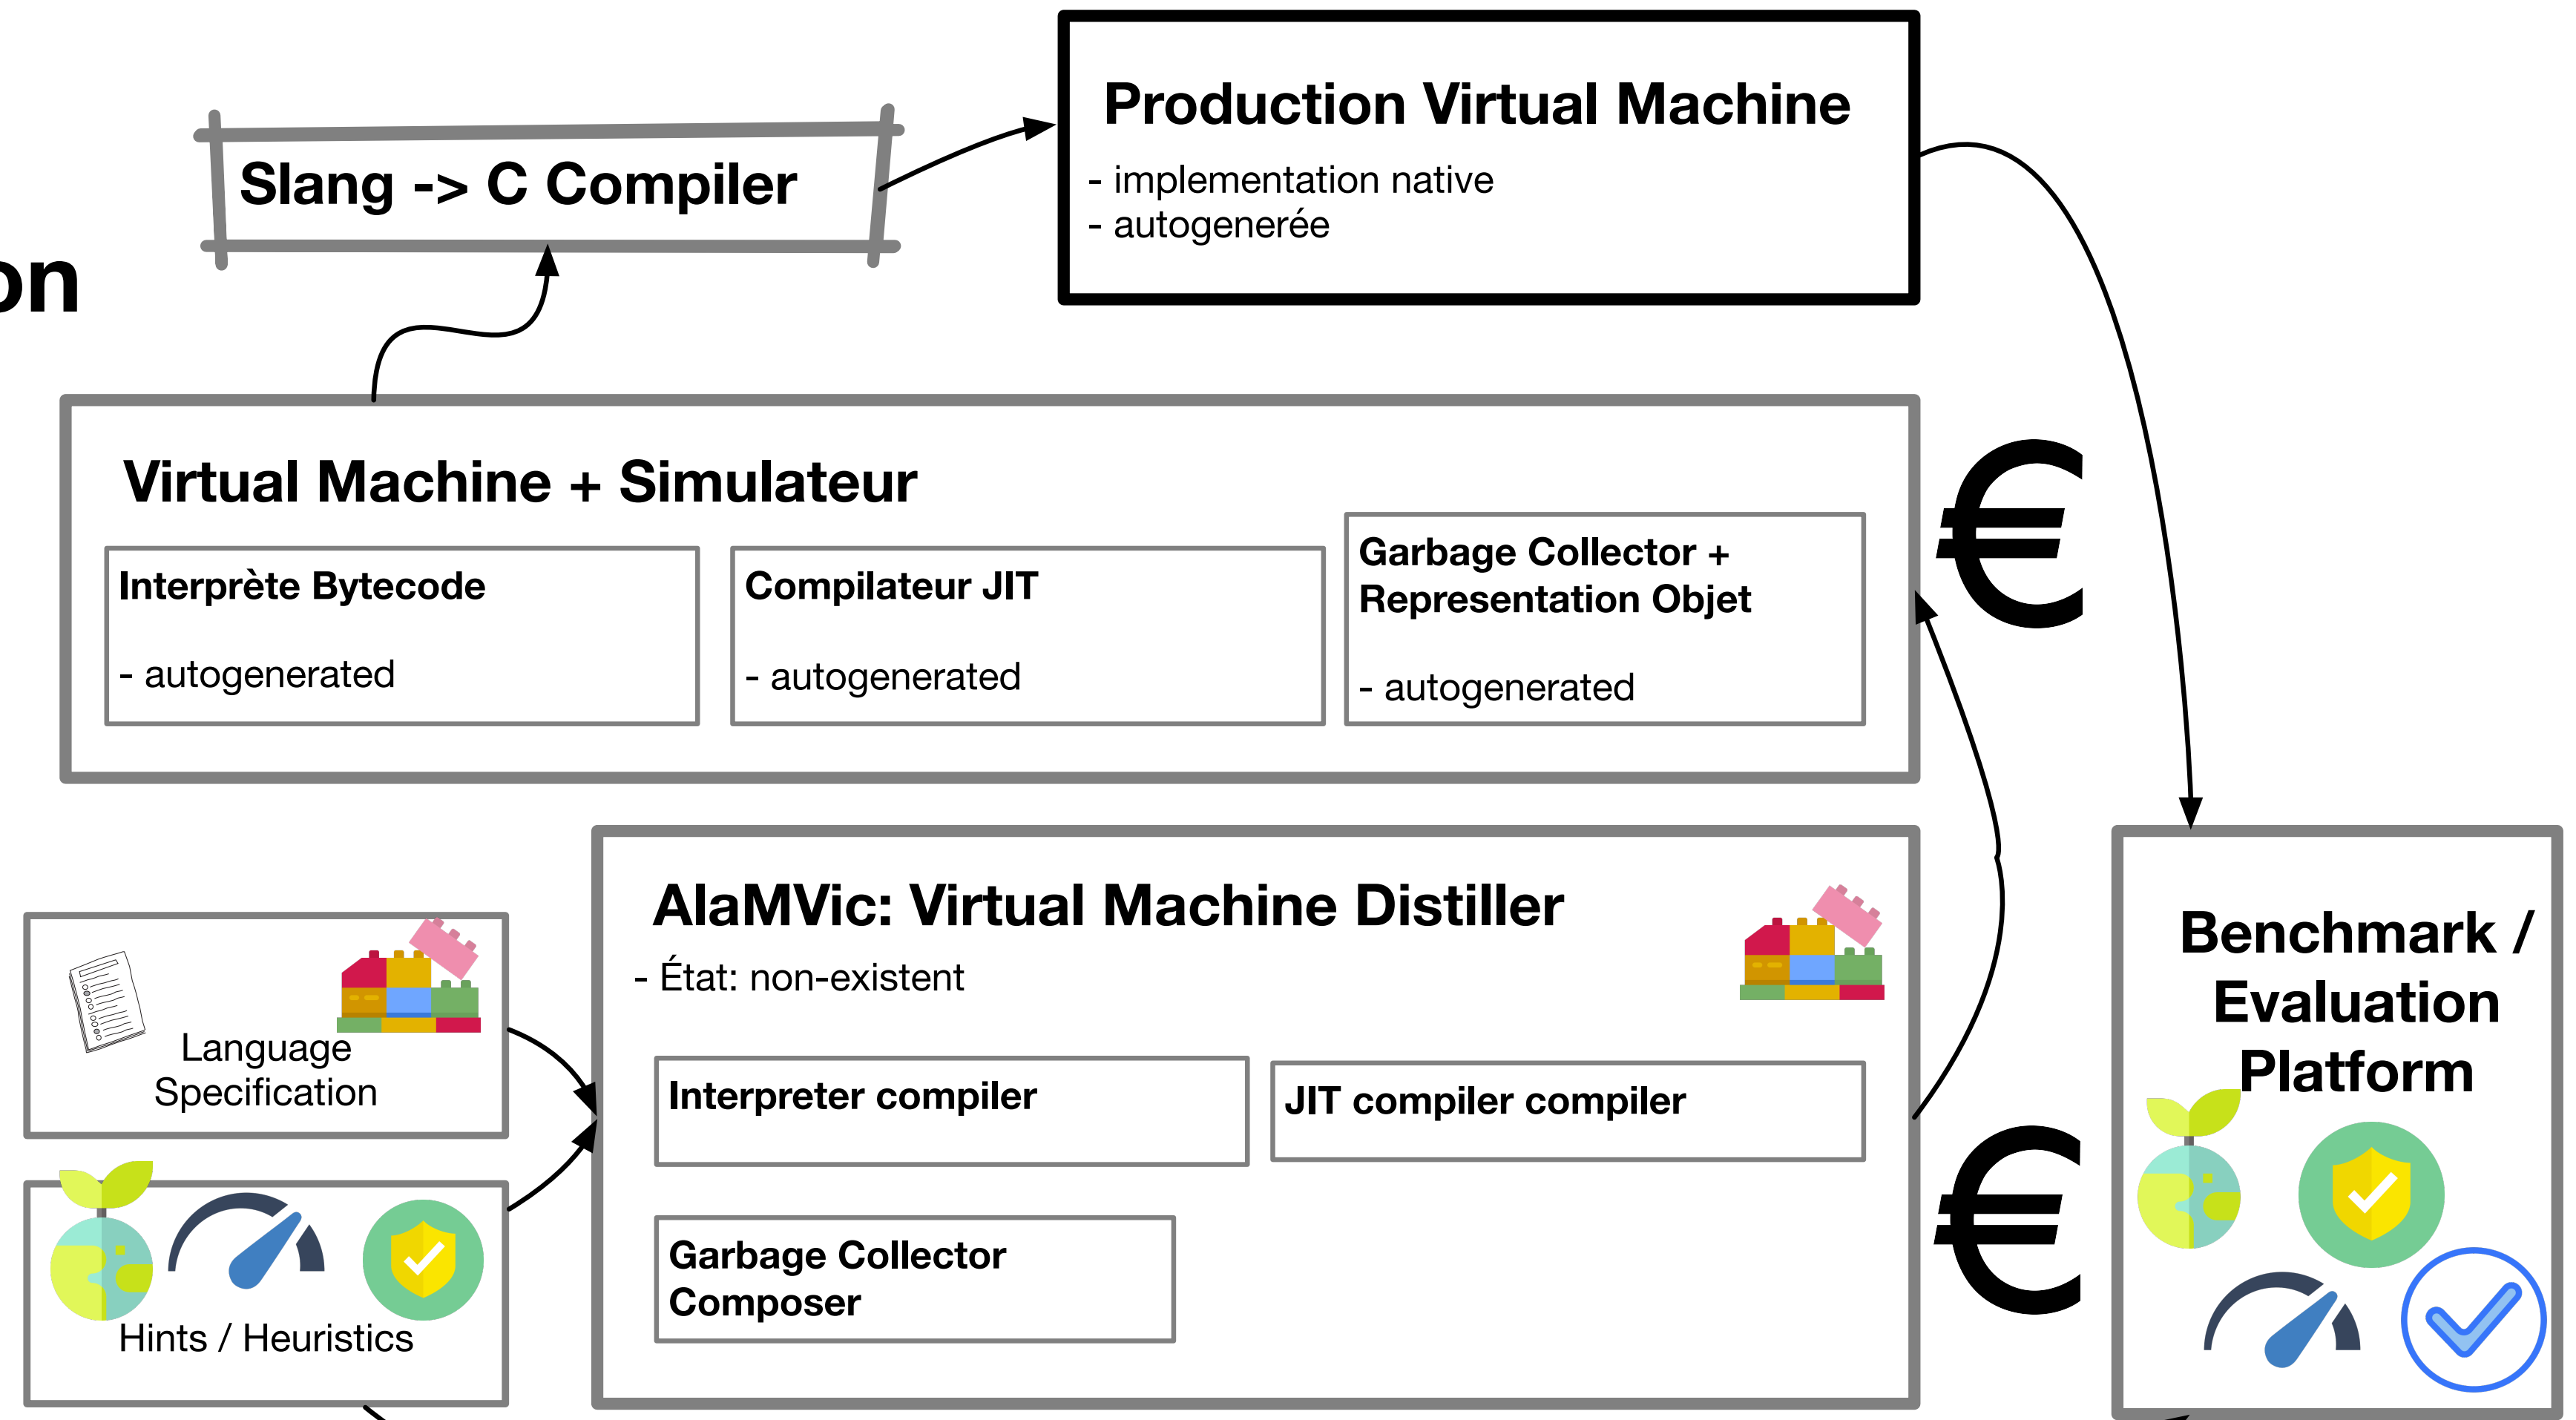 Production Virtual Machine
- implementation native
- autogenerée
Slang -> C Compiler
on
Virtual Machine + Simulateur
Interprète Bytecode
- autogenerated
Compilateur JIT
- autogenerated
Garbage Collector +
Representation Objet
- autogenerated
€
AlaMVic: Virtual Machine Distiller
- État: non-existent
Interpreter compiler
JIT compiler compiler
Garbage Collector
Composer
€
Language
Specification
Hints / Heuristics
Benchmark /
Evaluation
Platform